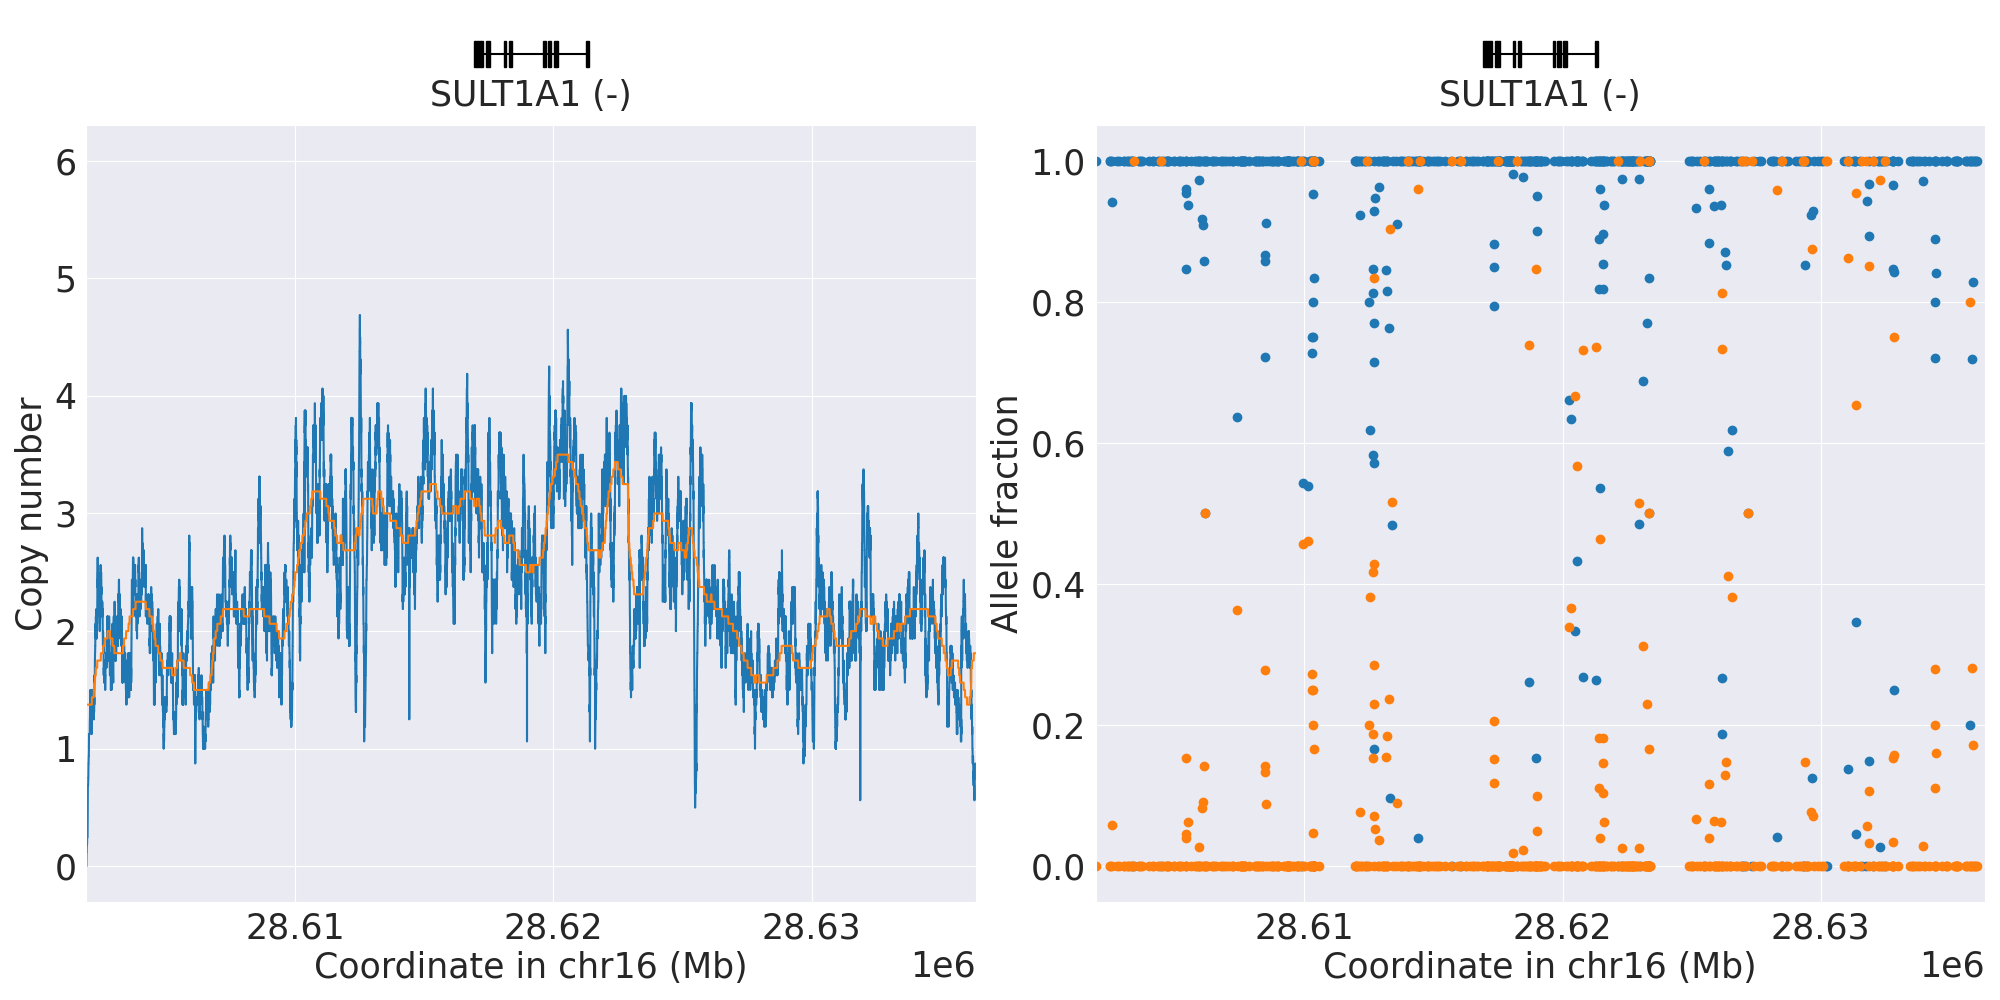 SULT1A1 (-)
6
5
4
3
2
1
0
Copy number
28.61
28.62
28.63
Coordinate in chr16 (Mb)
1e6
SULT1A1 (-)
1.0
0.8
0.6
0.4
0.2
0.0
Allele fraction
28.61
28.62
28.63
Coordinate in chr16 (Mb)
1e6